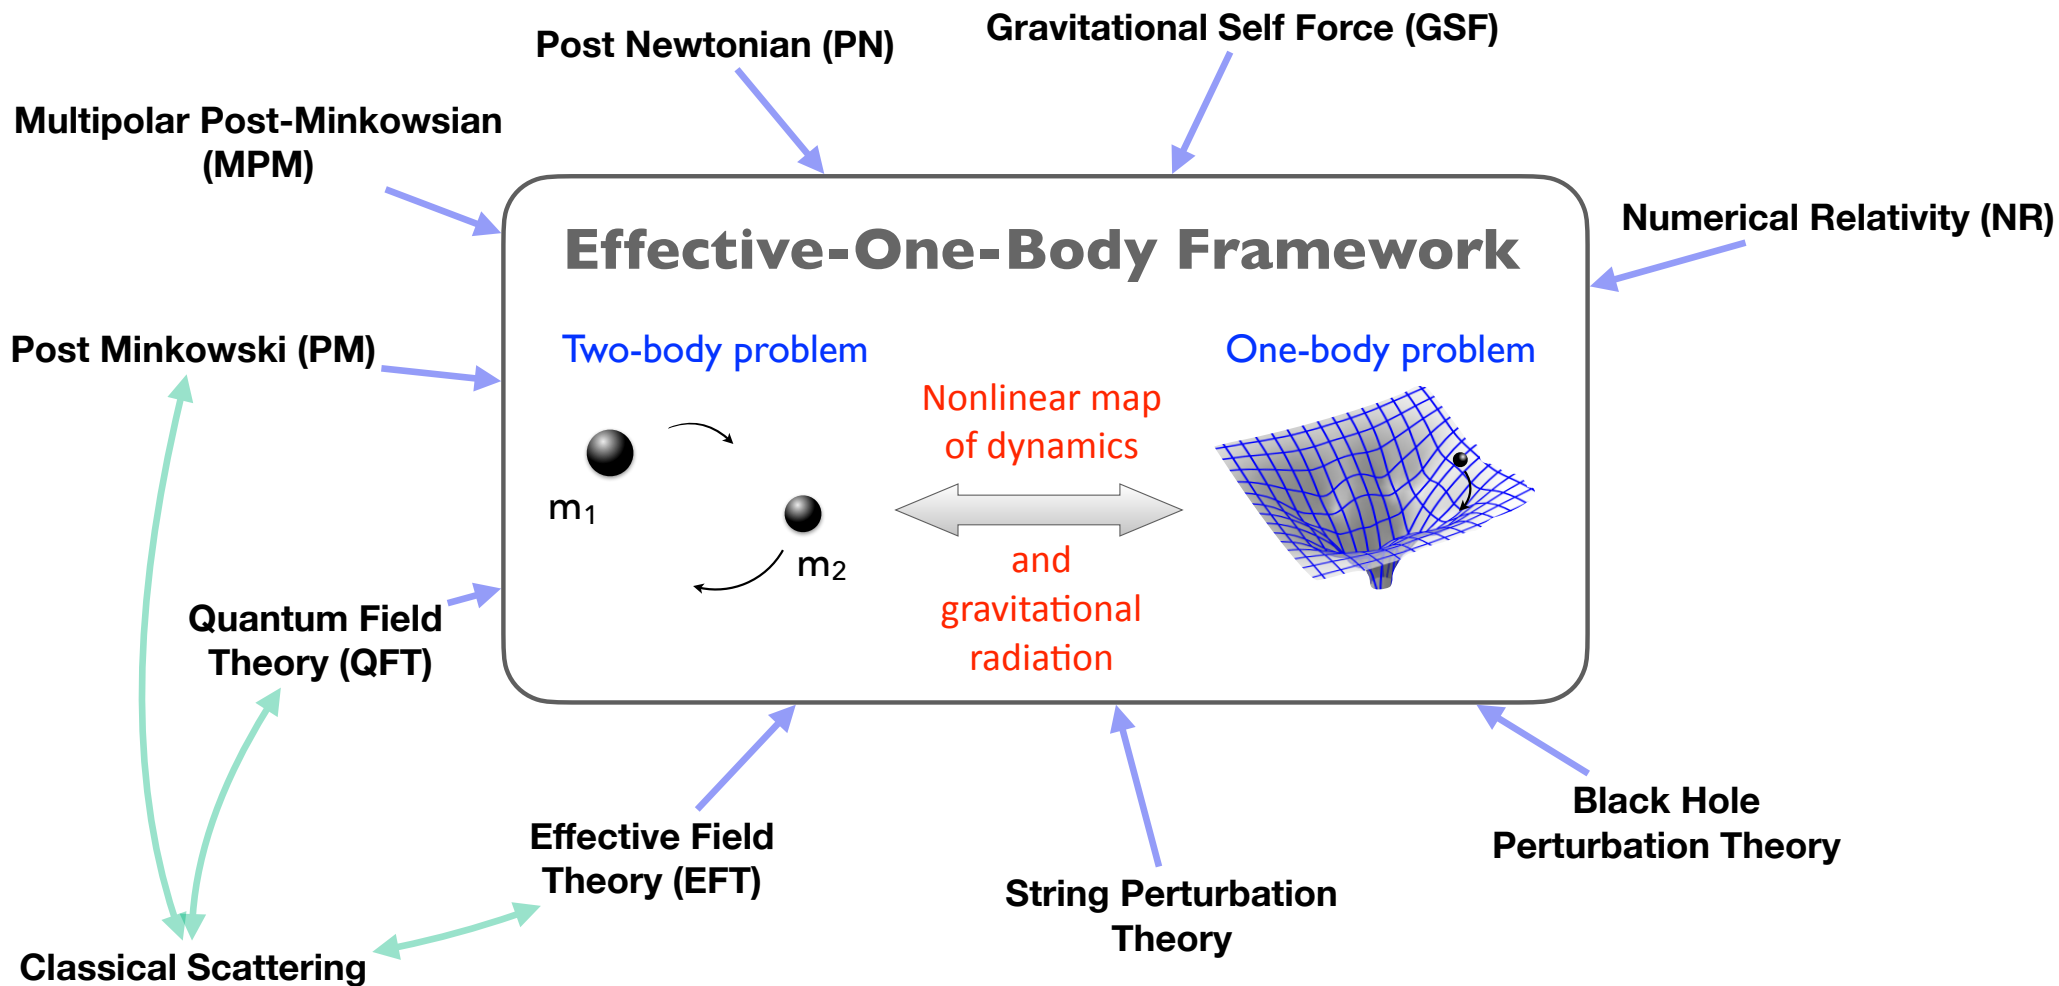 Gravitational Self Force (GSF)
Post Newtonian (PN)
Multipolar Post-Minkowsian
(MPM)
Numerical Relativity (NR)
Effective-One-Body Framework
Post Minkowski (PM)
Two-body problem
One-body problem
Nonlinear map
of dynamics
m₁
m₂
and
gravitational
radiation
Quantum Field
Theory (QFT)
Effective Field
Theory (EFT)
Black Hole
Perturbation Theory
String Perturbation
Theory
Classical Scattering